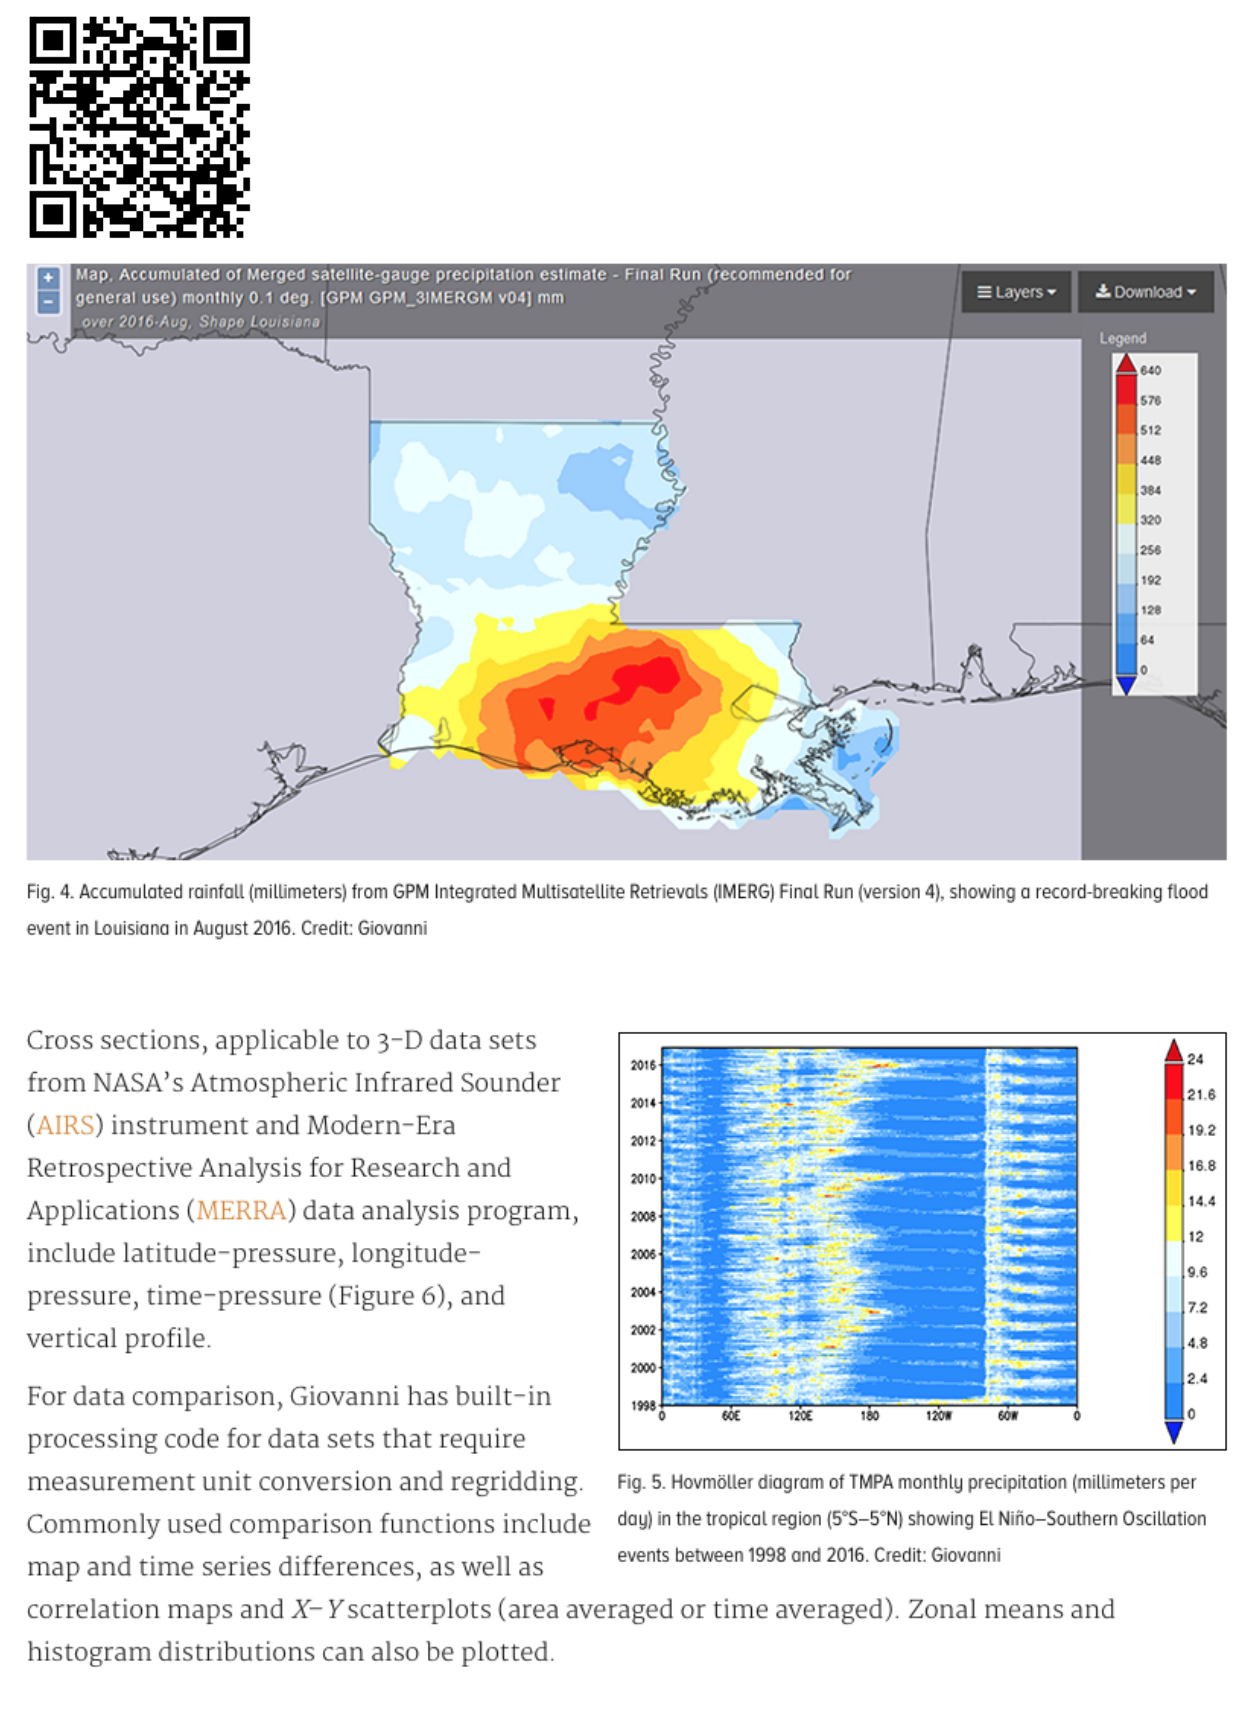 +
−
Map, Accumulated of Merged satellite-gauge precipitation estimate - Final Run (recommended for
general use) monthly 0.1 deg. [GPM GPM_3IMERGM v04] mm
over 2016-Aug, Shape Louisiana
Layers
Download
Legend
640
576
512
448
384
320
256
192
128
64
0
Fig. 4. Accumulated rainfall (millimeters) from GPM Integrated Multisatellite Retrievals (IMERG) Final Run (version 4), showing a record-breaking flood
event in Louisiana in August 2016. Credit: Giovanni
Cross sections, applicable to 3-D data sets
from NASA’s Atmospheric Infrared Sounder
(AIRS) instrument and Modern-Era
Retrospective Analysis for Research and
Applications (MERRA) data analysis program,
include latitude-pressure, longitude-
pressure, time-pressure (Figure 6), and
vertical profile.
For data comparison, Giovanni has built-in
processing code for data sets that require
measurement unit conversion and regridding.
Commonly used comparison functions include
map and time series differences, as well as
correlation maps and X–Y scatterplots (area averaged or time averaged). Zonal means and
histogram distributions can also be plotted.
2016
2014
2012
2010
2008
2006
2004
2002
2000
1998
0 60E 120E 180 120W 60W 0
24
21.6
19.2
16.8
14.4
12
9.6
7.2
4.8
2.4
0
Fig. 5. Hovmöller diagram of TMPA monthly precipitation (millimeters per
day) in the tropical region (5°S–5°N) showing El Niño–Southern Oscillation
events between 1998 and 2016. Credit: Giovanni